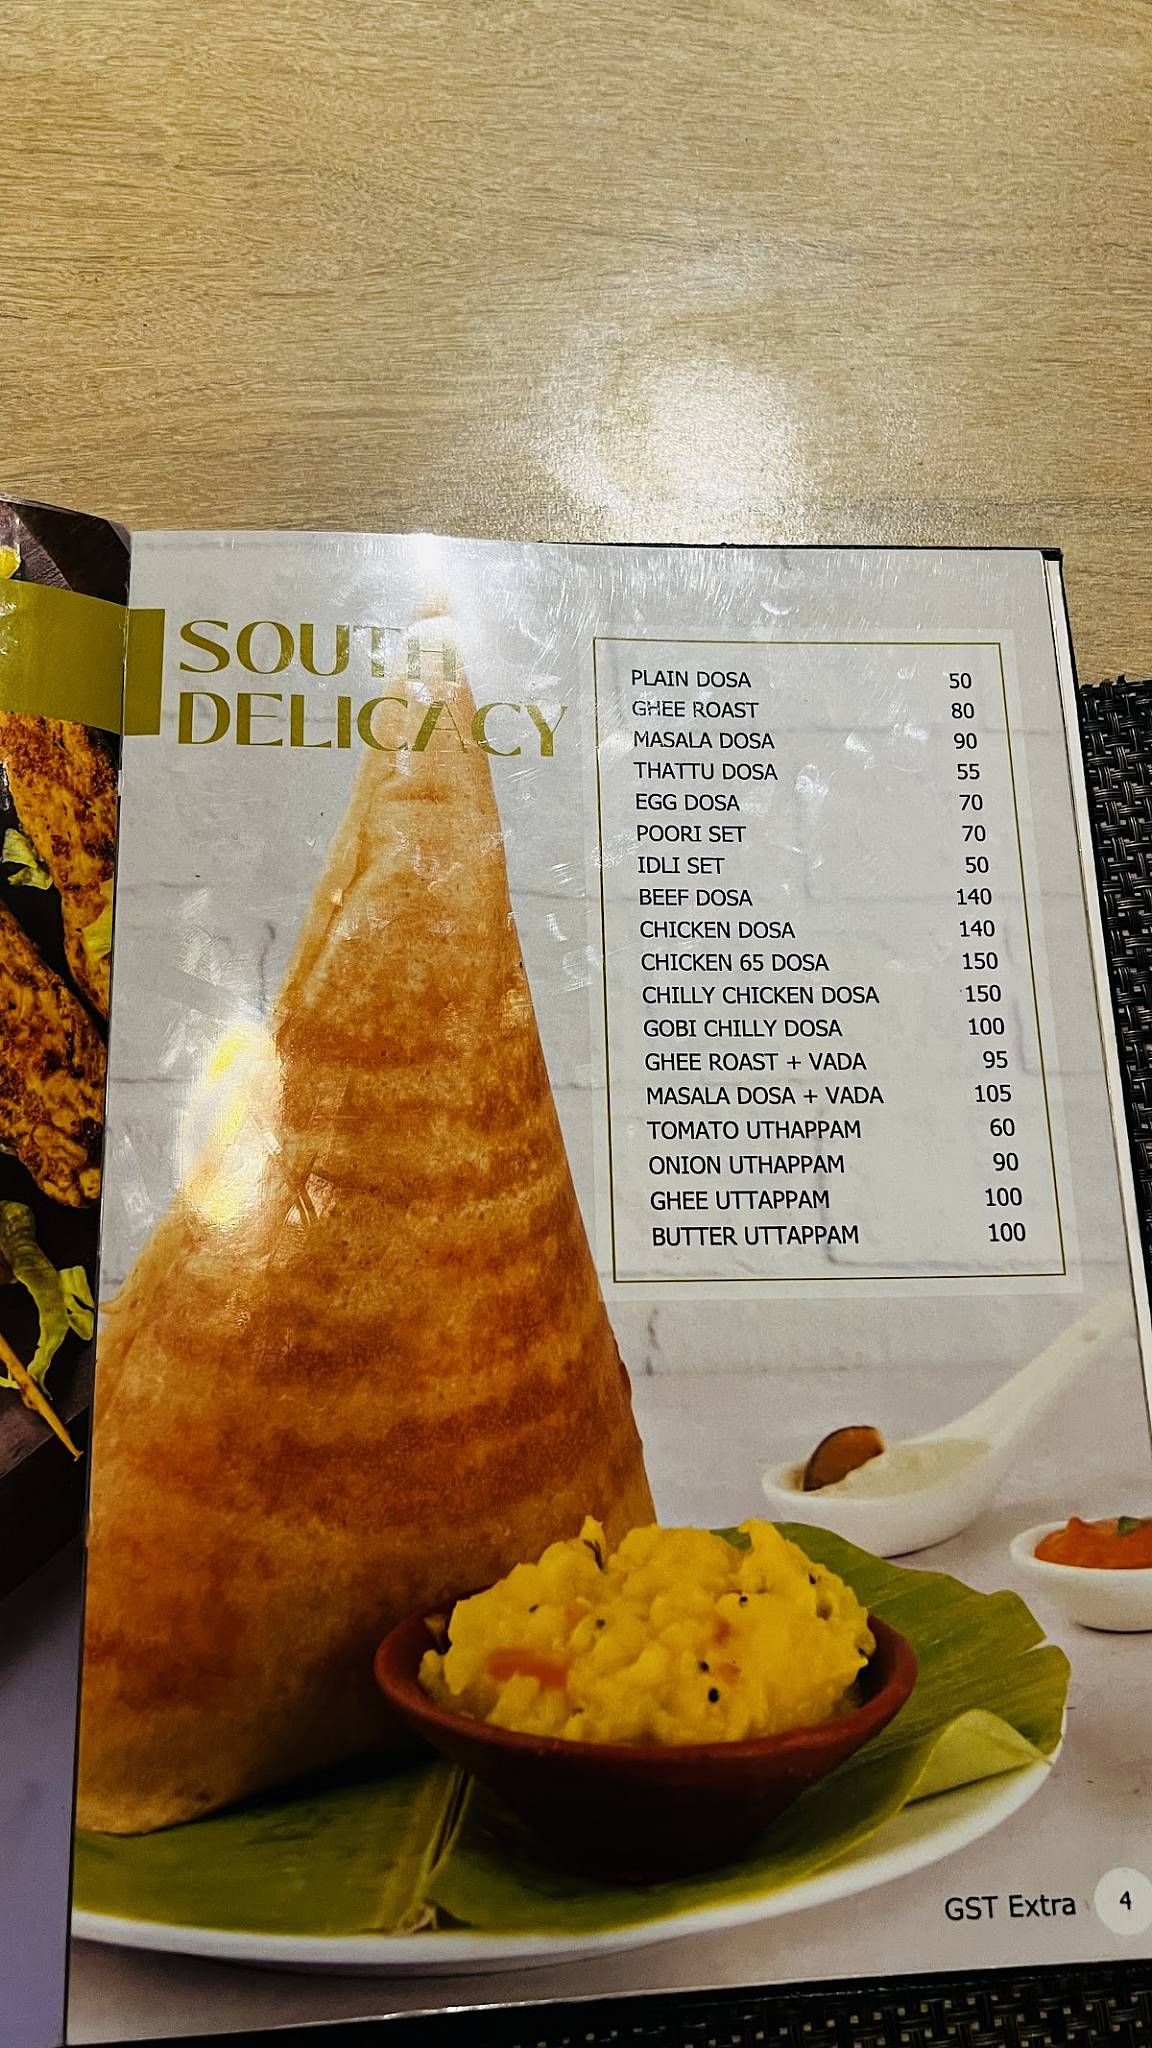 SOUTH
DELICACY
PLAIN DOSA 50
GHEE ROAST 80
MASALA DOSA 90
THATTU DOSA 55
EGG DOSA 70
POORI SET 70
IDLI SET 50
BEEF DOSA 140
CHICKEN DOSA 140
CHICKEN 65 DOSA 150
CHILLY CHICKEN DOSA 150
GOBI CHILLY DOSA 100
GHEE ROAST + VADA 95
MASALA DOSA + VADA 105
TOMATO UTHAPPAM 60
ONION UTHAPPAM 90
GHEE UTTAPPAM 100
BUTTER UTTAPPAM 100
GST Extra 4